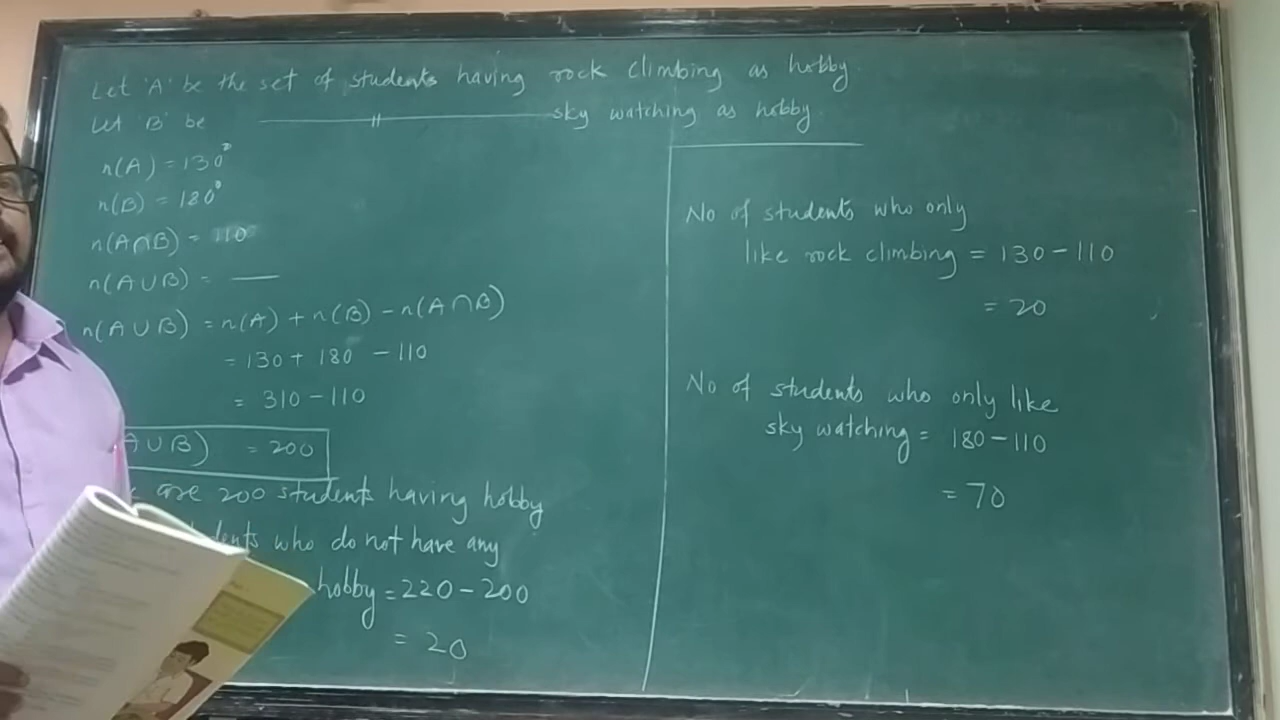 Let 'A' be the set of students having rock climbing as hobby.
Let 'B' be —〃— sky watching as hobby.
n(A) = 130
n(B) = 180
n(A∩B) = 110
n(A∪B) = —
n(A∪B) = n(A) + n(B) - n(A∩B)
= 130 + 180 - 110
= 310 - 110
A∪B) = 200
are 200 students having hobby
who do not have any
hobby = 220 - 200
= 20
No of students who only
like rock climbing = 130 - 110
= 20
No of students who only like
sky watching = 180 - 110
= 70